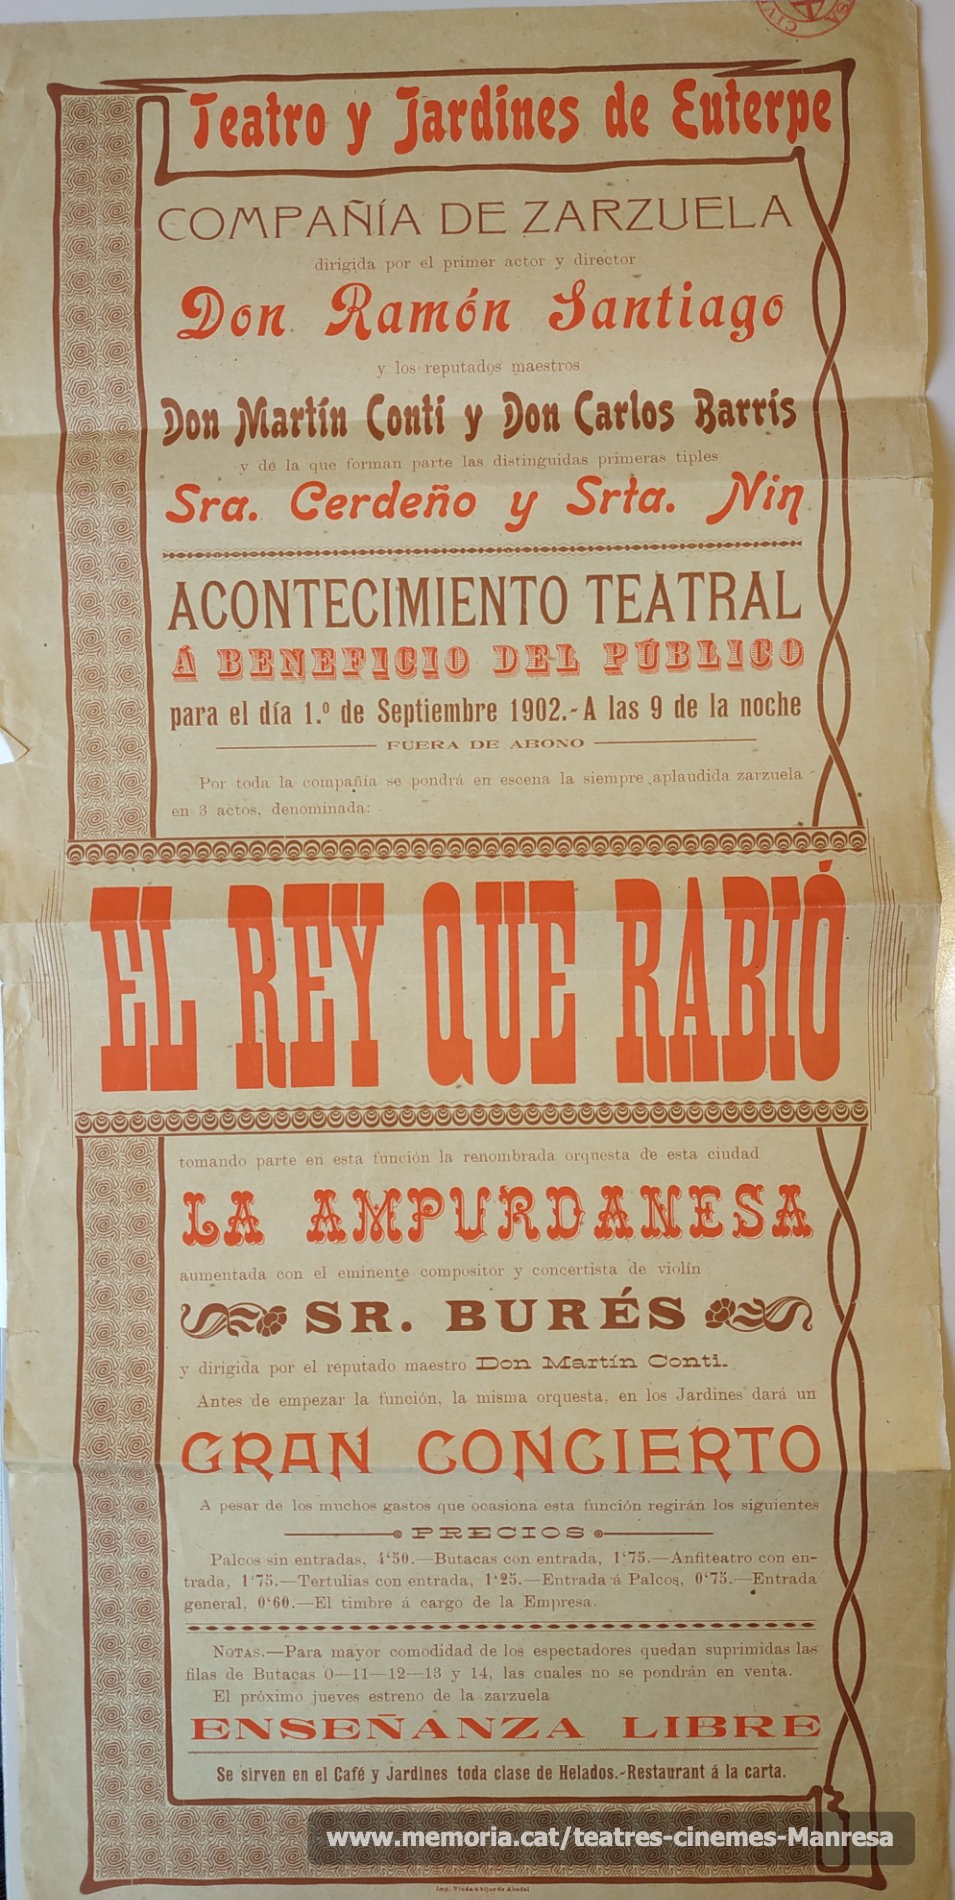 Teatro y Jardines de Euterpe
COMPAÑÍA DE ZARZUELA
dirigida por el primer actor y director
Don Ramón Santiago
y los reputados maestros
Don Martín Conti y Don Carlos Barrís
y de la que forman parte las distinguidas primeras tiples
Sra. Cerdeño y Srta. Nin
ACONTECIMIENTO TEATRAL
Á BENEFICIO DEL PÚBLICO
para el día 1.º de Septiembre 1902.-A las 9 de la noche
FUERA DE ABONO
Por toda la compañía se pondrá en escena la siempre aplaudida zarzuela
en 3 actos, denominada:
EL REY QUE RABIÓ
tomando parte en esta función la renombrada orquesta de esta ciudad
LA AMPURDANESA
aumentada con el eminente compositor y concertista de violín
SR. BURÉS
y dirigida por el reputado maestro Don Martín Conti.
Antes de empezar la función, la misma orquesta, en los Jardines dará un
GRAN CONCIERTO
A pesar de los muchos gastos que ocasiona esta función regirán los siguientes
PRECIOS
Palcos sin entradas, 4'50.—Butacas con entrada, 1'75.—Anfiteatro con en-
trada, 1'75.—Tertulias con entrada, 1'25.—Entrada á Palcos, 0'75.—Entrada
general, 0'60.—El timbre á cargo de la Empresa.
NOTAS.—Para mayor comodidad de los espectadores quedan suprimidas las
filas de Butacas 0—11—12—13 y 14, las cuales no se pondrán en venta.
El próximo jueves estreno de la zarzuela
ENSEÑANZA LIBRE
Se sirven en el Café y Jardines toda clase de Helados.-Restaurant á la carta.
www.memoria.cat/teatres-cinemes-Manresa
Imp. Viuda é hijos de Abadal